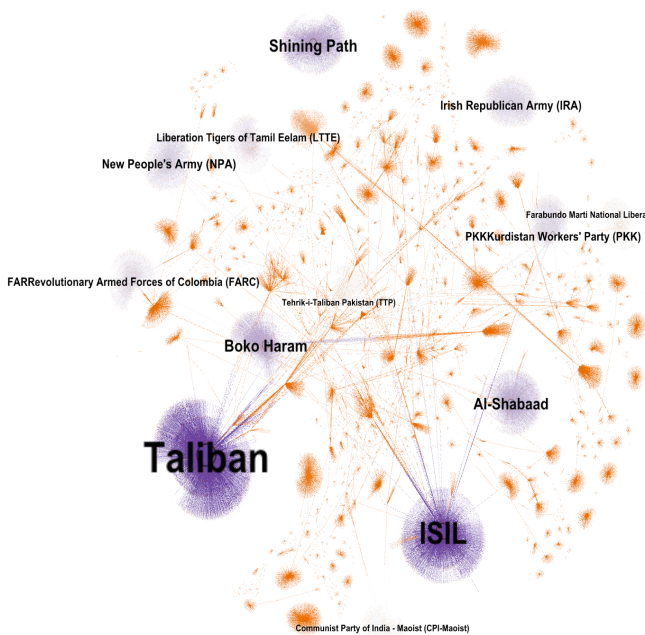 Shining Path
Irish Republican Army (IRA)
Liberation Tigers of Tamil Eelam (LTTE)
New People's Army (NPA)
Farabundo Marti National Libera
PKKKurdistan Workers' Party (PKK)
FARRevolutionary Armed Forces of Colombia (FARC)
Tehrik-i-Taliban Pakistan (TTP)
Boko Haram
Al-Shabaad
Taliban
ISIL
Communist Party of India - Maoist (CPI-Maoist)